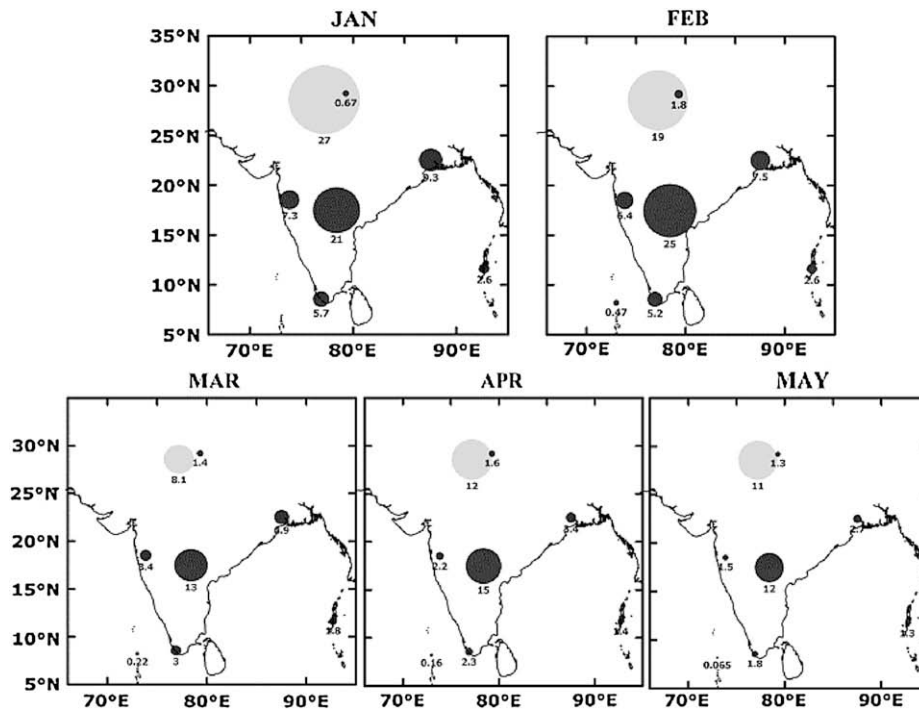 JAN FEB
35°N
30°N 0.67 1.8
25°N 27 19
20°N 9.3 7.5
7.3 6.4
15°N 21 25
10°N 2.6 2.6
5.7 0.47 5.2
5°N
70°E 80°E 90°E 70°E 80°E 90°E
MAR APR MAY
30°N 1.4 1.6 1.3
25°N 8.1 12 11
20°N 4.9 3.4
3.4 2.2 1.5
15°N 13 15 12
10°N 1.8 1.4 1.3
0.22 3 0.16 2.3 0.065 1.8
5°N
70°E 80°E 90°E 70°E 80°E 90°E 70°E 80°E 90°E